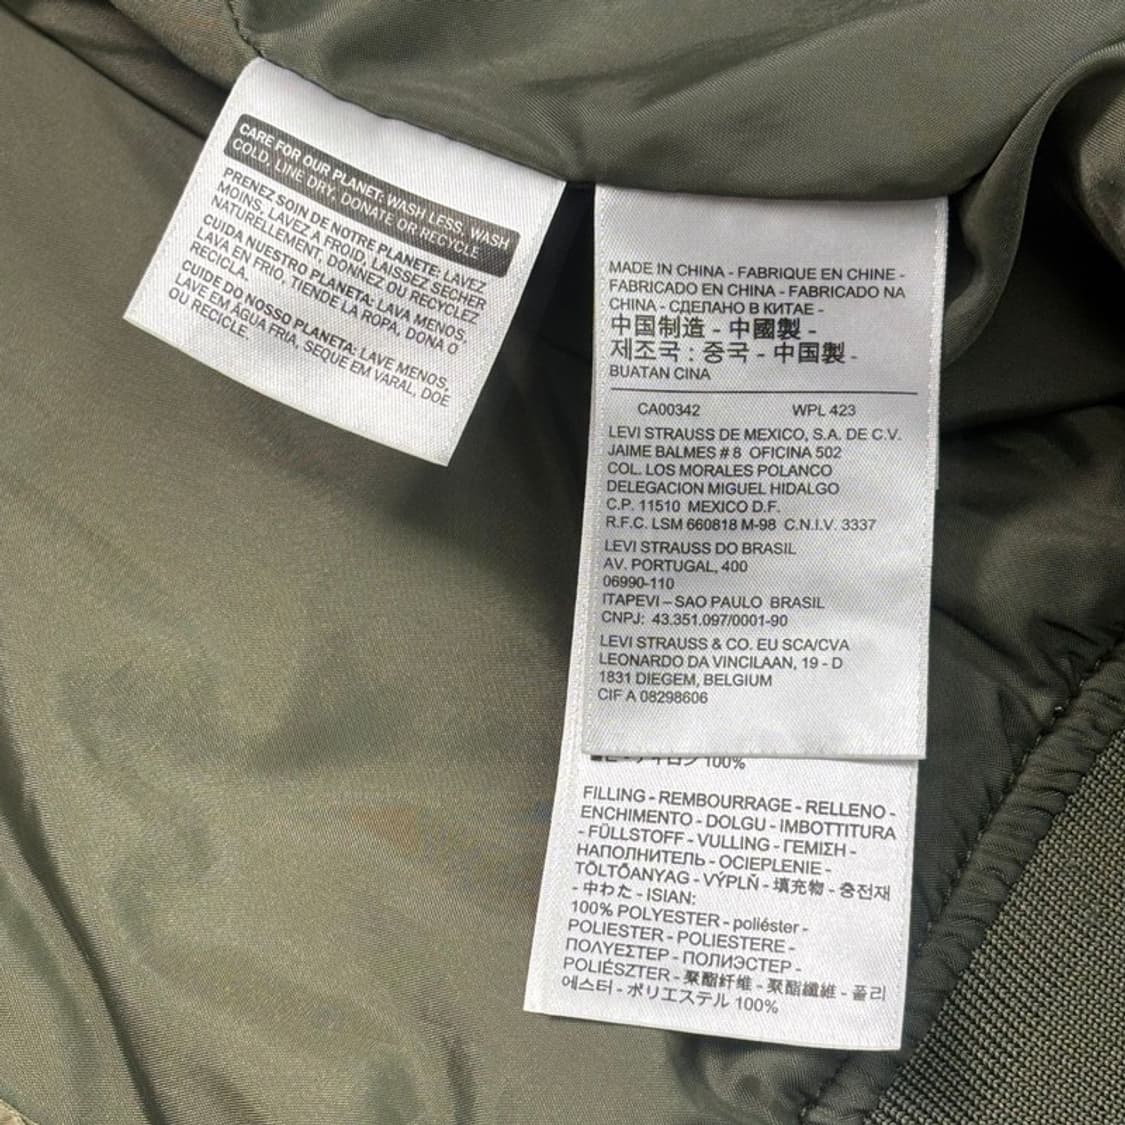 CARE FOR OUR PLANET: WASH LESS, WASH
COLD, LINE DRY, DONATE OR RECYCLE
PRENEZ SOIN DE NOTRE PLANETE: LAVEZ
MOINS, LAVEZ À FROID, LAISSEZ SÉCHER
NATURELLEMENT, DONNEZ OU RECYCLEZ
CUIDA NUESTRO PLANETA: LAVA MENOS,
LAVA EN FRIO, TIENDE LA ROPA, DONA O
RECICLA.
CUIDE DO NOSSO PLANETA: LAVE MENOS,
LAVE EM ÁGUA FRIA, SEQUE EM VARAL, DOE
OU RECICLE.
MADE IN CHINA - FABRIQUE EN CHINE -
FABRICADO EN CHINA - FABRICADO NA
CHINA - СДЕЛАНО В КИТАЕ -
中国制造 - 中國製 -
제조국 : 중국 - 中国製 -
BUATAN CINA
CA00342 WPL 423
LEVI STRAUSS DE MEXICO, S.A. DE C.V.
JAIME BALMES # 8 OFICINA 502
COL. LOS MORALES POLANCO
DELEGACION MIGUEL HIDALGO
C.P. 11510 MEXICO D.F.
R.F.C. LSM 660818 M-98 C.N.I.V. 3337
LEVI STRAUSS DO BRASIL
AV. PORTUGAL, 400
06990-110
ITAPEVI – SAO PAULO BRASIL
CNPJ: 43.351.097/0001-90
LEVI STRAUSS & CO. EU SCA/CVA
LEONARDO DA VINCILAAN, 19 - D
1831 DIEGEM, BELGIUM
CIF A 08298606
100%
FILLING - REMBOURRAGE - RELLENO -
ENCHIMENTO - DOLGU - IMBOTTITURA
- FÜLLSTOFF - VULLING - ΓΕΜΙΣΗ -
НАПОЛНИТЕЛЬ - OCIEPLENIE -
TÖLTŐANYAG - VÝPLŇ - 填充物 - 충전재
- 中わた - ISIAN:
100% POLYESTER - poliéster -
POLIESTER - POLIESTERE -
ΠΟΛΥΕΣΤΕΡ - ПОЛИЭСТЕР -
POLIÉSZTER - 聚酯纤维 - 聚酯纖維 - 폴리
에스터 - ポリエステル 100%